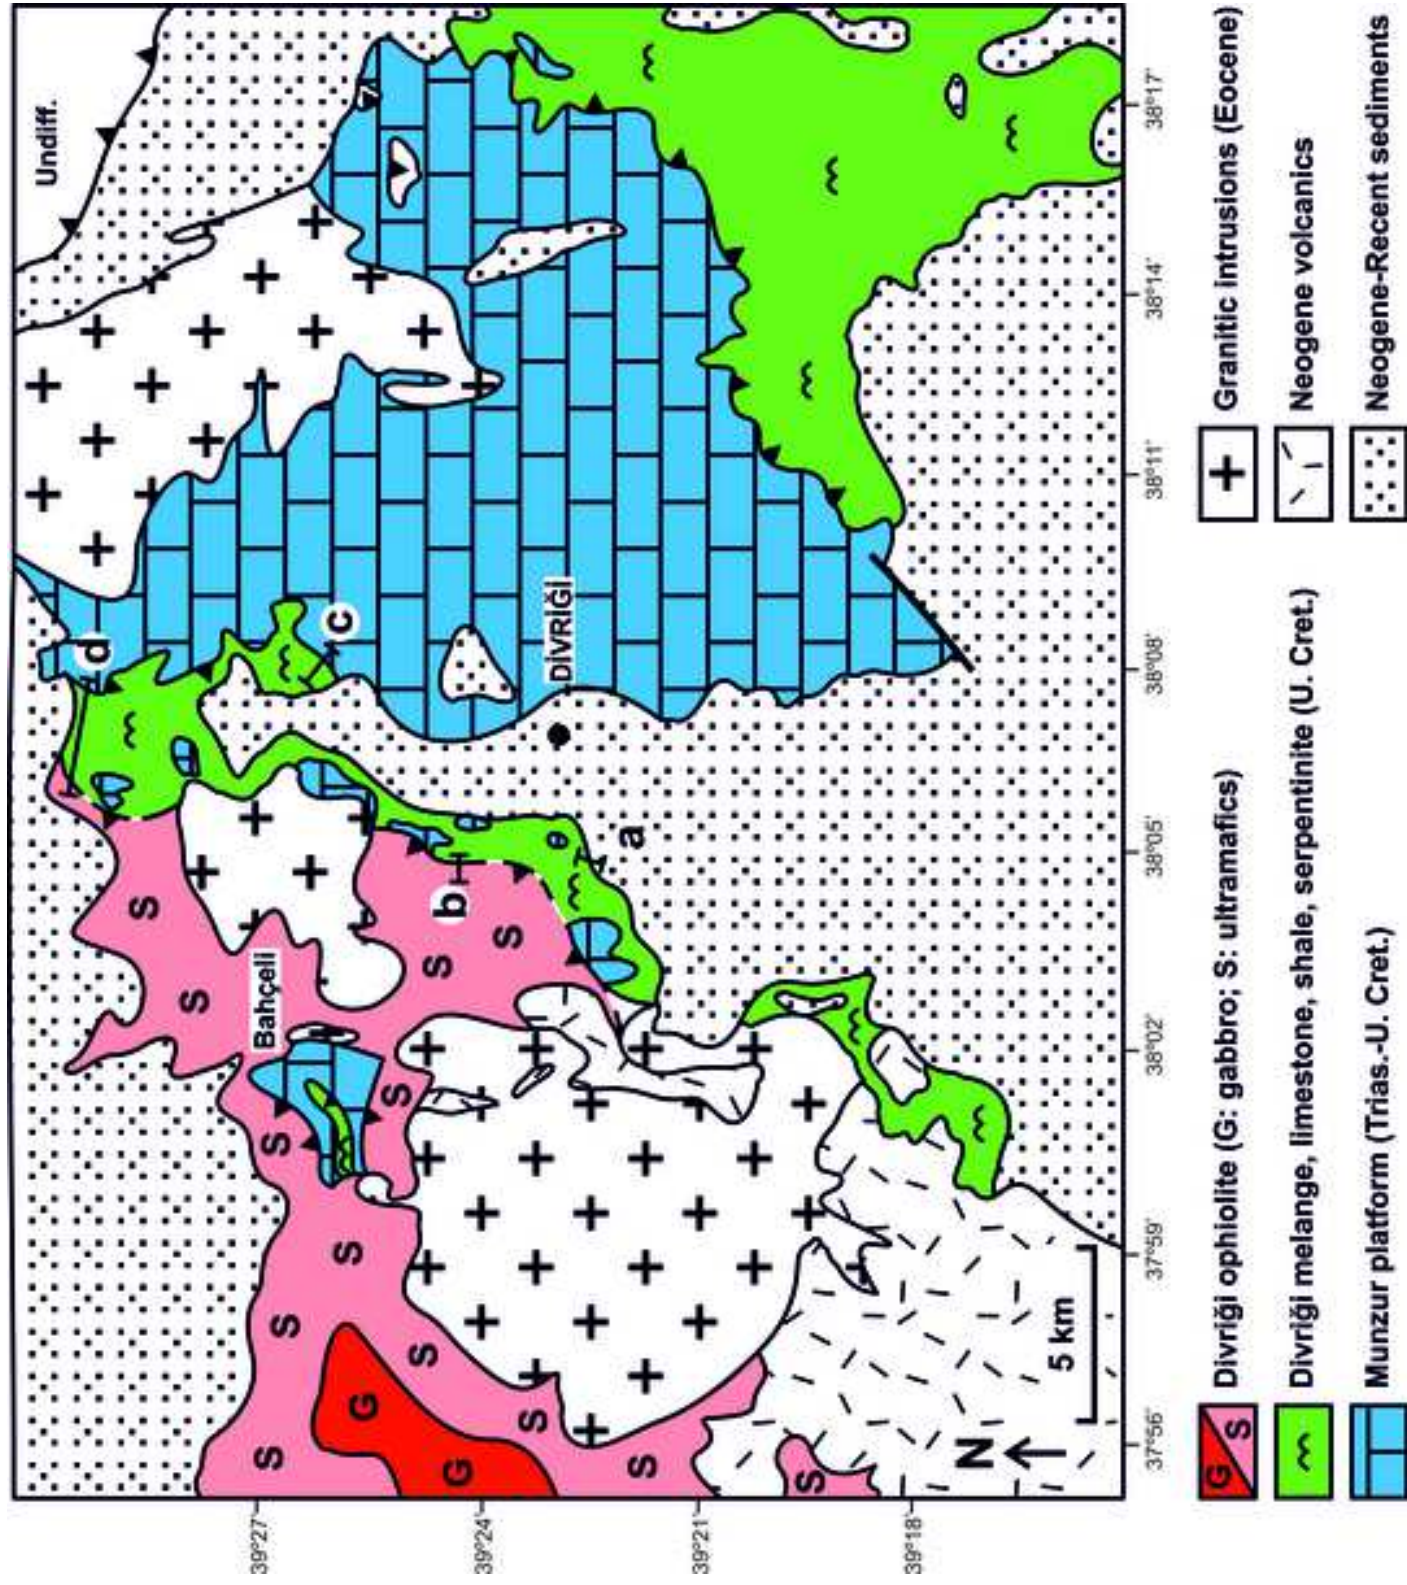 Undiff.
d
c
DİVRİĞİ
a
b
Bahçeli
S
S
S
S
S
S
S
S
S
S
S
S
S
S
G
G
N
5 km
39°27'
39°24'
39°21'
39°18'
37°56'
37°59'
38°02'
38°05'
38°08'
38°11'
38°14'
38°17'
G
S
Divriği ophiolite (G: gabbro; S: ultramafics)
Divriği melange, limestone, shale, serpentinite (U. Cret.)
Munzur platform (Trias.-U. Cret.)
Granitic intrusions (Eocene)
Neogene volcanics
Neogene-Recent sediments